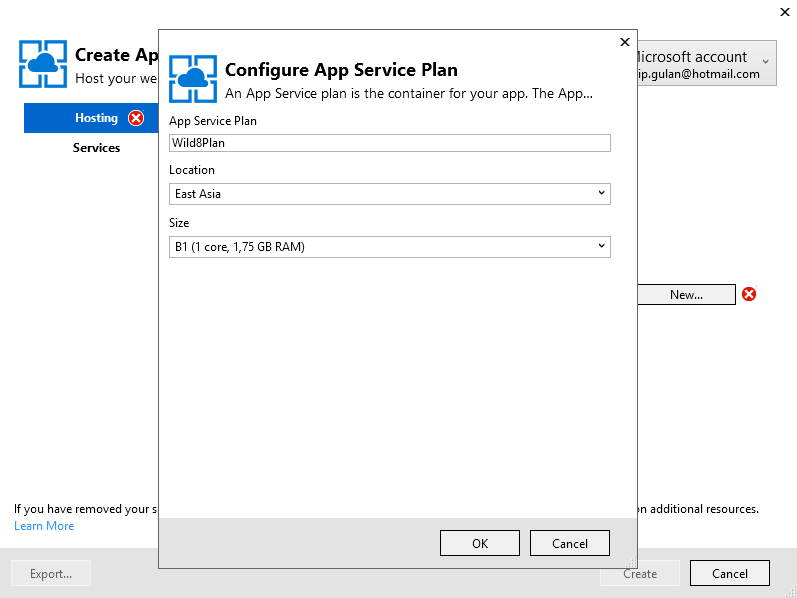 Create Ap
Host your we
Microsoft account
ip.gulan@hotmail.com
Hosting
Services
Configure App Service Plan
An App Service plan is the container for your app. The App...
App Service Plan
Wild8Plan
Location
East Asia
Size
B1 (1 core, 1,75 GB RAM)
New...
OK
Cancel
If you have removed your s
on additional resources.
Learn More
Export...
Create
Cancel